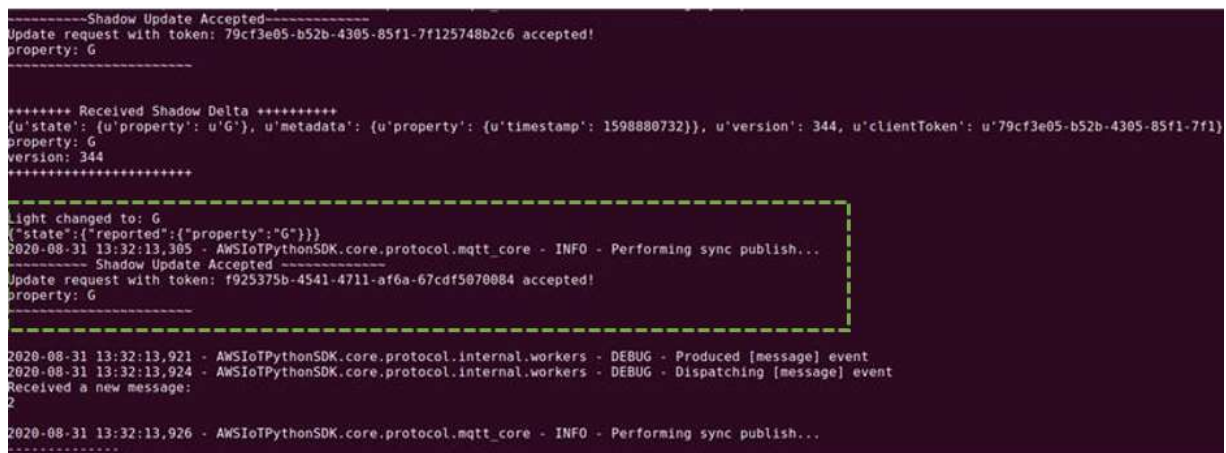 ~~~~~~~~~~Shadow Update Accepted~~~~~~~~~~~~~
Update request with token: 79cf3e05-b52b-4305-85f1-7f125748b2c6 accepted!
property: G
~~~~~~~~~~~~~~~~~~~~~~~
++++++++ Received Shadow Delta ++++++++++
{u'state': {u'property': u'G'}, u'metadata': {u'property': {u'timestamp': 1598880732}}, u'version': 344, u'clientToken': u'79cf3e05-b52b-4305-85f1-7f1}
property: G
version: 344
+++++++++++++++++++++++
Light changed to: G
{"state":{"reported":{"property":"G"}}}
2020-08-31 13:32:13,305 - AWSIoTPythonSDK.core.protocol.mqtt_core - INFO - Performing sync publish...
~~~~~~~~~~ Shadow Update Accepted ~~~~~~~~~~~~~
Update request with token: f925375b-4541-4711-af6a-67cdf5070084 accepted!
property: G
~~~~~~~~~~~~~~~~~~~~~~~
2020-08-31 13:32:13,921 - AWSIoTPythonSDK.core.protocol.internal.workers - DEBUG - Produced [message] event
2020-08-31 13:32:13,924 - AWSIoTPythonSDK.core.protocol.internal.workers - DEBUG - Dispatching [message] event
Received a new message:
2
2020-08-31 13:32:13,926 - AWSIoTPythonSDK.core.protocol.mqtt_core - INFO - Performing sync publish...
--------------